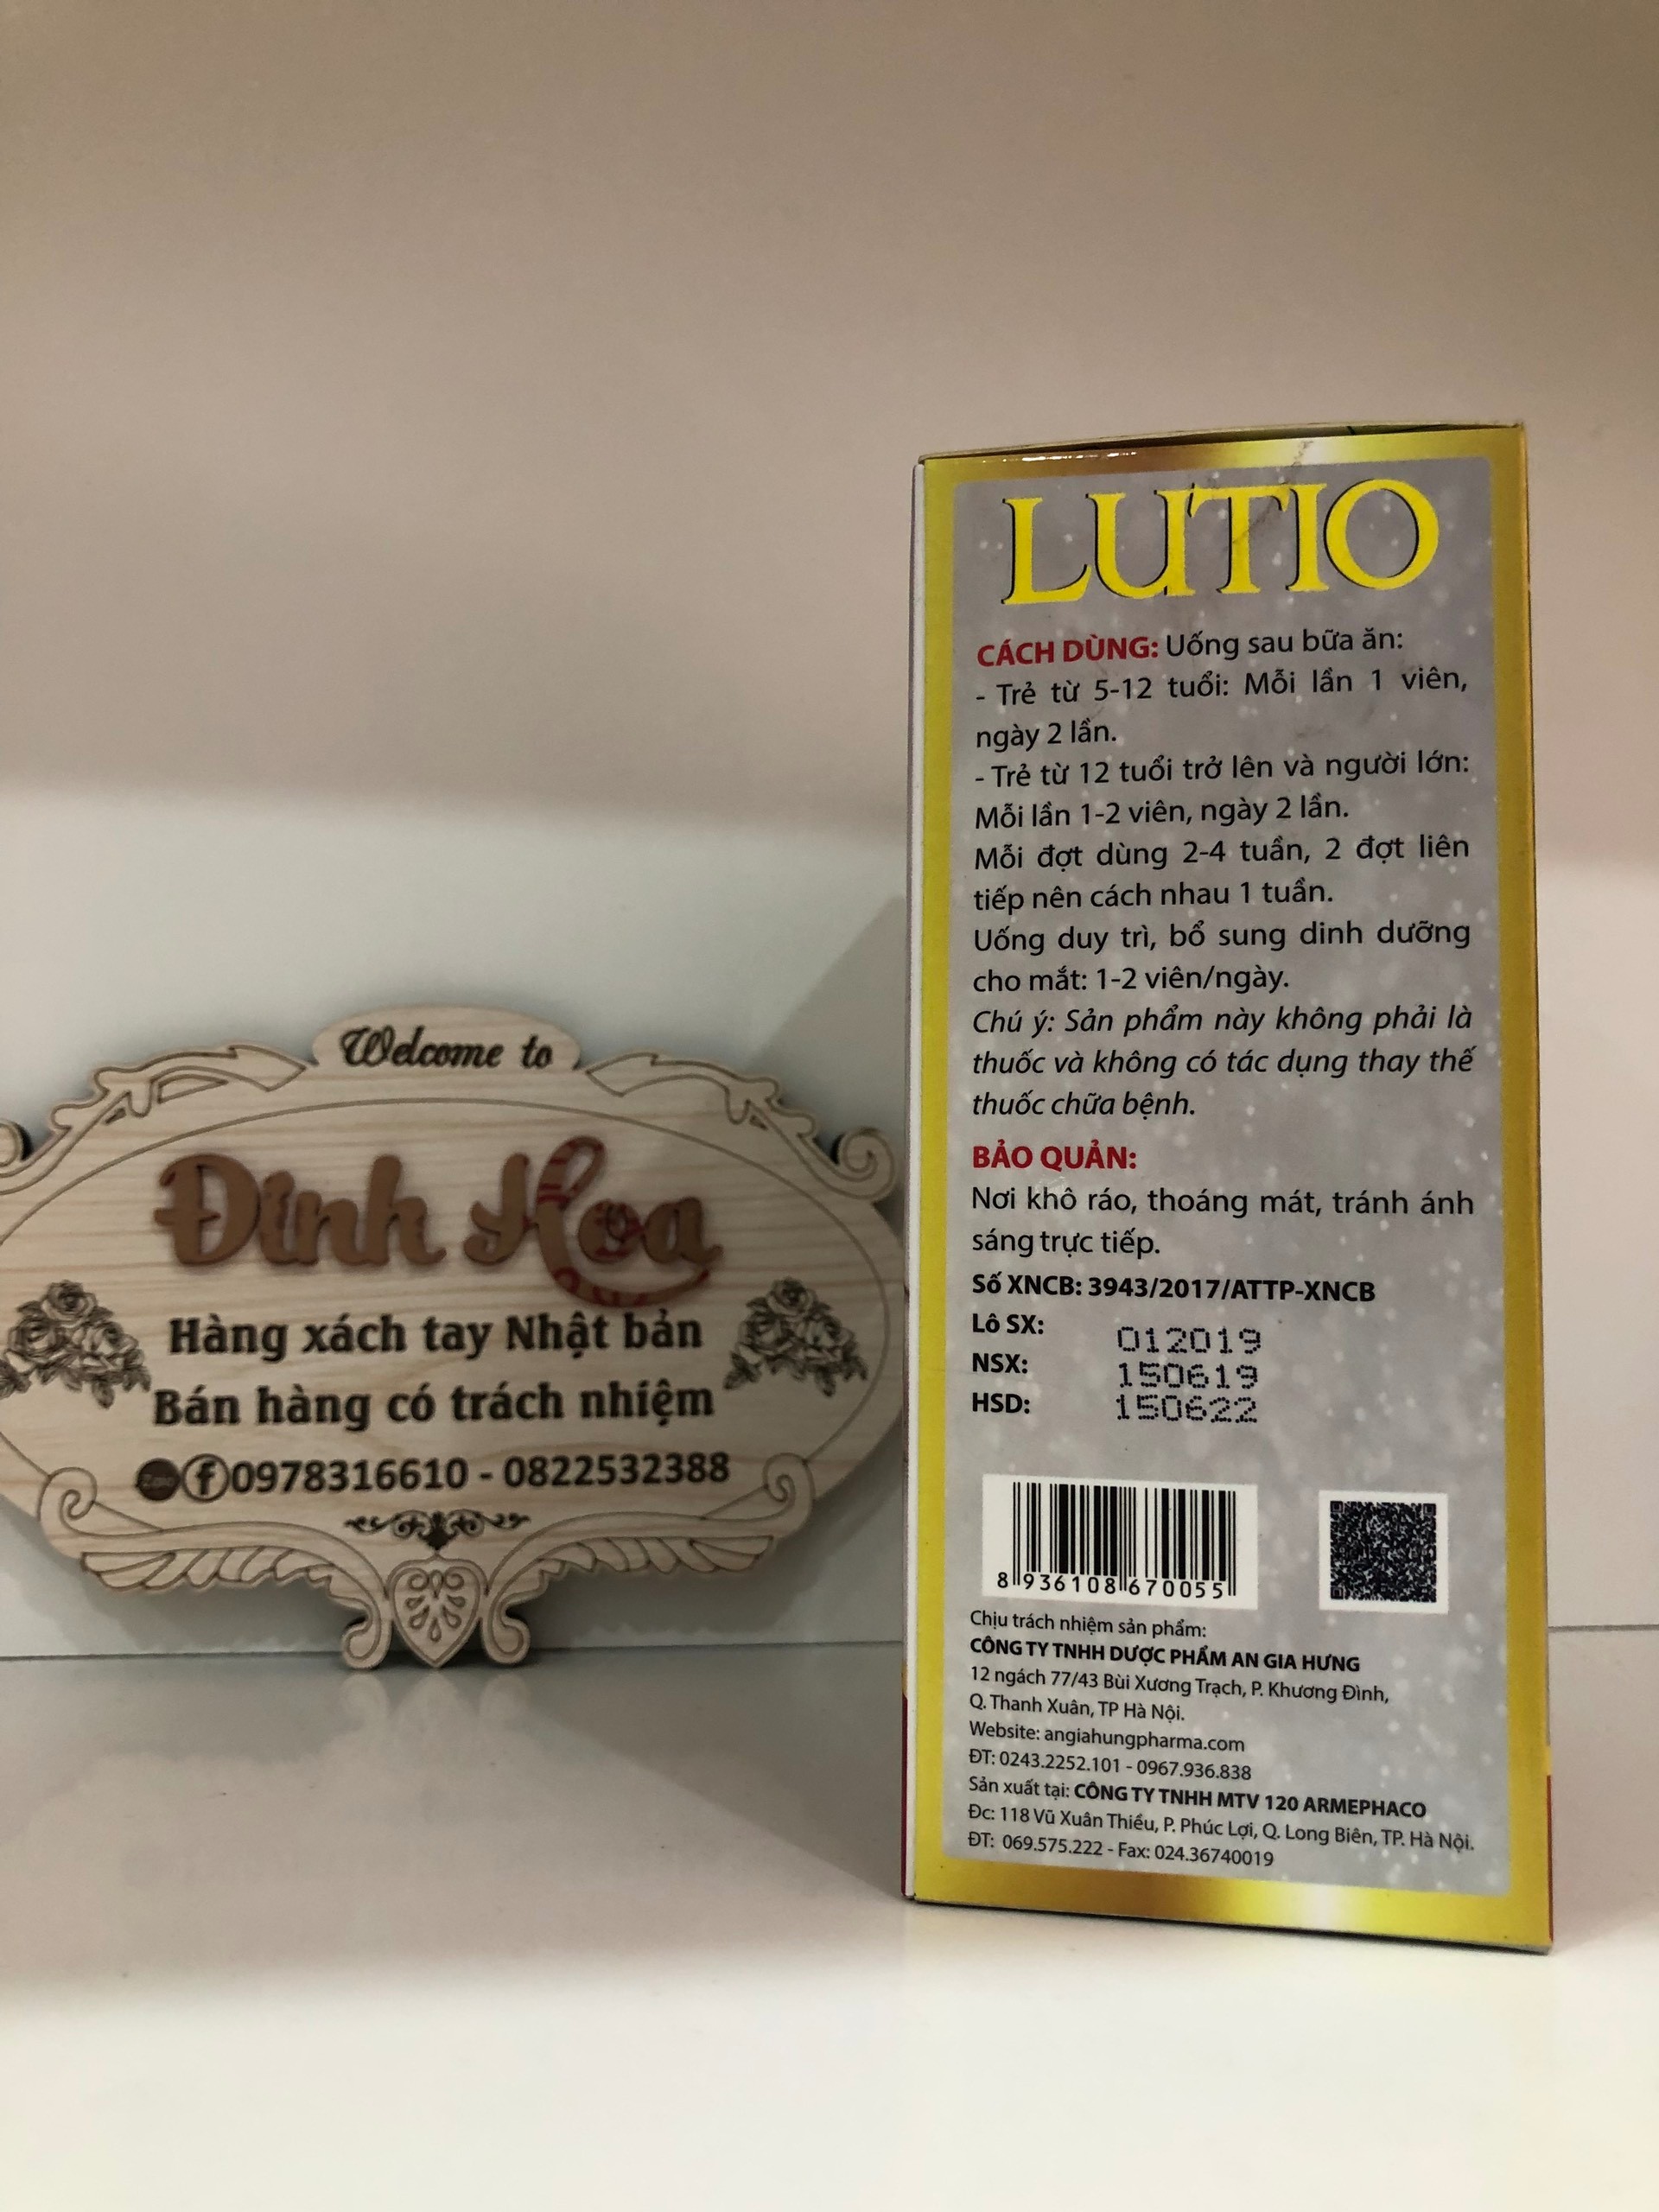 Welcome to
Đinh Hoa
Hàng xách tay Nhật bản
Bán hàng có trách nhiệm
0978316610 - 0822532388
LUTIO
CÁCH DÙNG: Uống sau bữa ăn:
- Trẻ từ 5-12 tuổi: Mỗi lần 1 viên,
ngày 2 lần.
- Trẻ từ 12 tuổi trở lên và người lớn:
Mỗi lần 1-2 viên, ngày 2 lần.
Mỗi đợt dùng 2-4 tuần, 2 đợt liên
tiếp nên cách nhau 1 tuần.
Uống duy trì, bổ sung dinh dưỡng
cho mắt: 1-2 viên/ngày.
Chú ý: Sản phẩm này không phải là
thuốc và không có tác dụng thay thế
thuốc chữa bệnh.
BẢO QUẢN:
Nơi khô ráo, thoáng mát, tránh ánh
sáng trực tiếp.
Số XNCB: 3943/2017/ATTP-XNCB
Lô SX: 012019
NSX: 150619
HSD: 150622
8 936108 670055
Chịu trách nhiệm sản phẩm:
CÔNG TY TNHH DƯỢC PHẨM AN GIA HƯNG
12 ngách 77/43 Bùi Xương Trạch, P. Khương Đình,
Q. Thanh Xuân, TP Hà Nội.
Website: angiahungpharma.com
ĐT: 0243.2252.101 - 0967.936.838
Sản xuất tại: CÔNG TY TNHH MTV 120 ARMEPHACO
Đc: 118 Vũ Xuân Thiều, P. Phúc Lợi, Q. Long Biên, TP. Hà Nội.
ĐT: 069.575.222 - Fax: 024.36740019